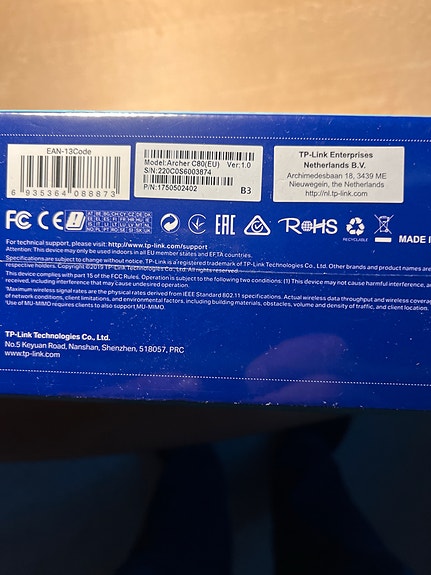 EAN-13Code
6 935364 088873
Model:Archer C80(EU) Ver:1.0
S/N:220C0S6003874
P/N:1750502402
B3
TP-Link Enterprises
Netherlands B.V.
Archimedesbaan 18, 3439 ME
Nieuwegein, the Netherlands
http://nl.tp-link.com
FC CE EAC RoHS RECYCLABLE MADE I
For technical support, please visit: http://www.tp-link.com/support
Attention: This device may only be used indoors in all EU member states and EFTA countries.
Specifications are subject to change without notice. TP-Link is a registered trademark of TP-Link Technologies Co., Ltd. Other brands and product names are
respective holders. Copyright ©2019 TP-Link Technologies Co., Ltd. All rights reserved.
This device complies with part 15 of the FCC Rules. Operation is subject to the following two conditions: (1) This device may not cause harmful interference, a
received, including interference that may cause undesired operation.
*Maximum wireless signal rates are the physical rates derived from IEEE Standard 802.11 specifications. Actual wireless data throughput and wireless coverag
of network conditions, client limitations, and environmental factors, including building materials, obstacles, volume and density of traffic, and client location.
*Use of MU-MIMO requires clients to also support MU-MIMO.
TP-Link Technologies Co., Ltd.
No.5 Keyuan Road, Nanshan, Shenzhen, 518057, PRC
www.tp-link.com